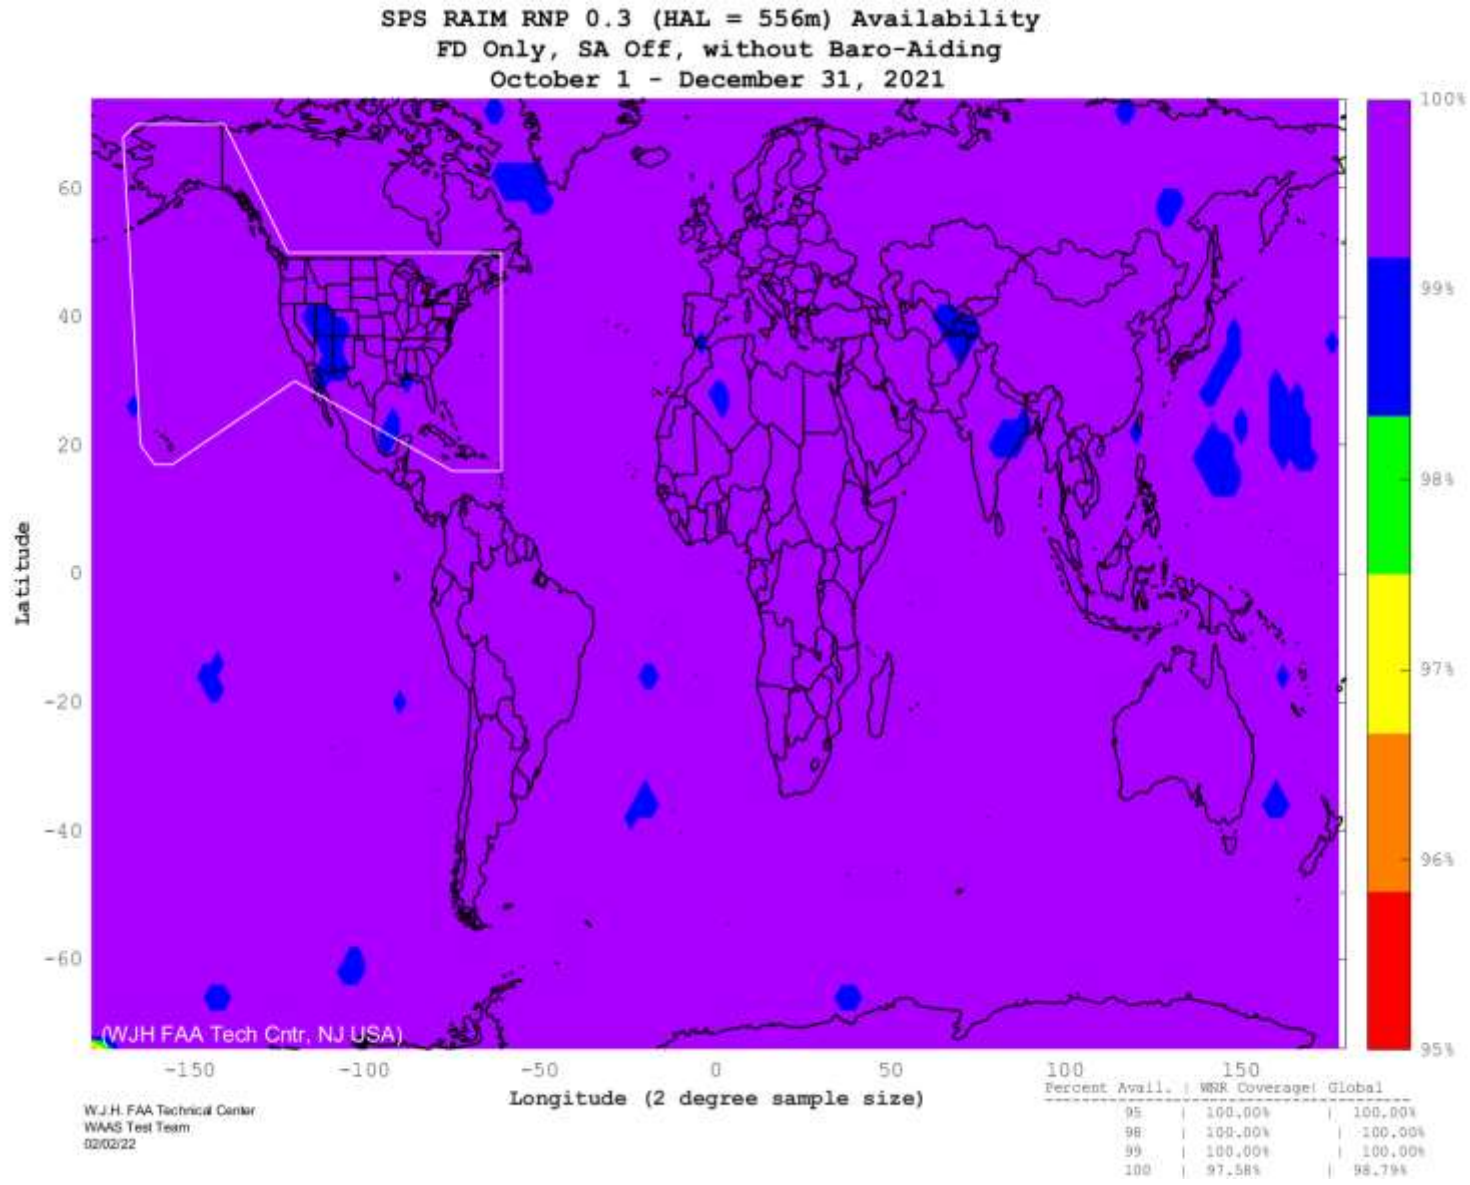 SPS RAIM RNP 0.3 (HAL = 556m) Availability
FD Only, SA Off, without Baro-Aiding
October 1 - December 31, 2021
100%
99%
98%
97%
96%
95%
Latitude
60
40
20
0
-20
-40
-60
(WJH FAA Tech Cntr, NJ USA)
-150 -100 -50 0 50 100 150
Longitude (2 degree sample size)
W.J.H. FAA Technical Center
WAAS Test Team
02/02/22
Percent Avail. | WNR Coverage| Global
95 | 100.00% | 100.00%
98 | 100.00% | 100.00%
99 | 100.00% | 100.00%
100 | 97.58% | 98.79%